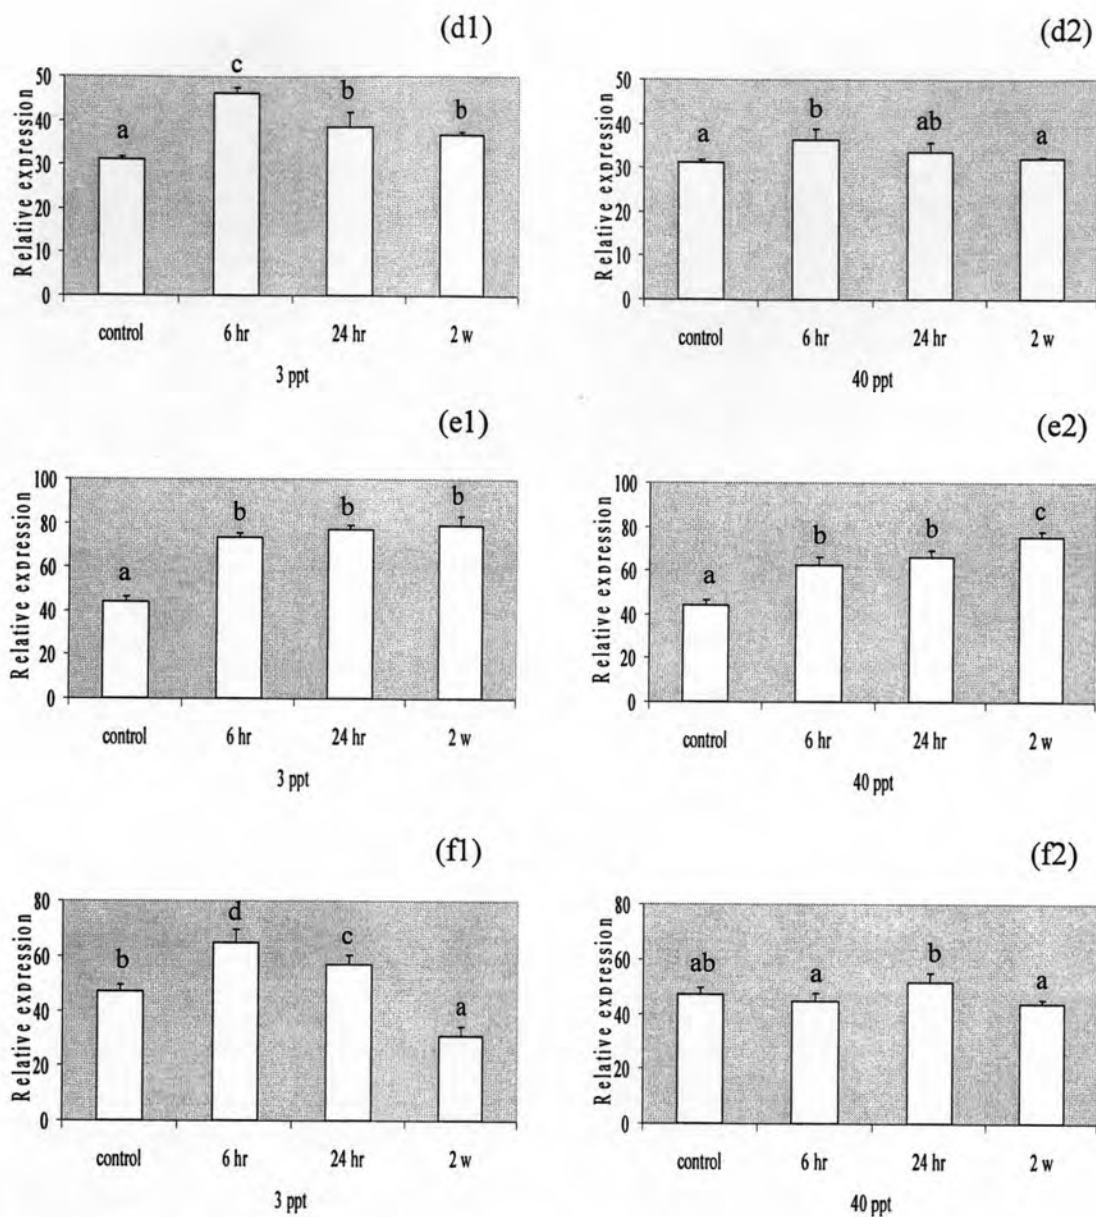 (d1)
Relative expression
50
40
30
20
10
0
a
c
b
b
control 6 hr 24 hr 2 w
3 ppt
(d2)
Relative expression
50
40
30
20
10
0
a
b
ab
a
control 6 hr 24 hr 2 w
40 ppt
(e1)
Relative expression
100
80
60
40
20
0
a
b
b
b
control 6 hr 24 hr 2 w
3 ppt
(e2)
Relative expression
100
80
60
40
20
0
a
b
b
c
control 6 hr 24 hr 2 w
40 ppt
(f1)
Relative expression
80
60
40
20
0
b
d
c
a
control 6 hr 24 hr 2 w
3 ppt
(f2)
Relative expression
80
60
40
20
0
ab
a
b
a
control 6 hr 24 hr 2 w
40 ppt